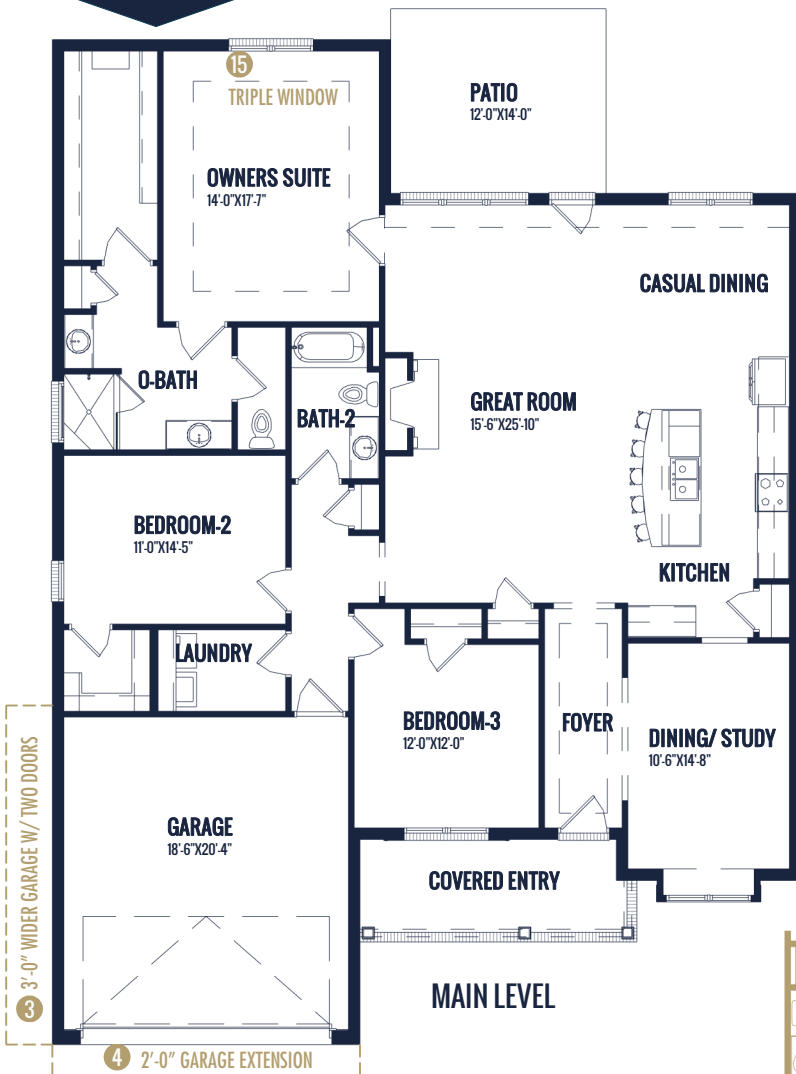 15
TRIPLE WINDOW
PATIO
12'-0"X14'-0"
OWNERS SUITE
14'-0"X17'-7"
CASUAL DINING
O-BATH
BATH-2
GREAT ROOM
15'-6"X25'-10"
BEDROOM-2
11'-0"X14'-5"
KITCHEN
LAUNDRY
BEDROOM-3
12'-0"X12'-0"
FOYER
DINING/ STUDY
10'-6"X14'-8"
3 3'-0" WIDER GARAGE W/ TWO DOORS
GARAGE
18'-6"X20'-4"
COVERED ENTRY
MAIN LEVEL
4 2'-0" GARAGE EXTENSION